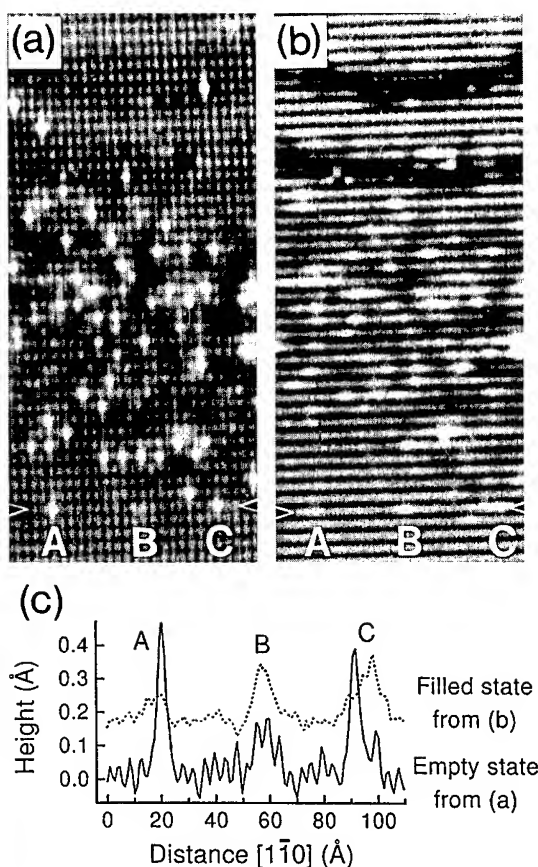 (a)
(b)
A B C
A B C
(c)
Height (Å)
0.4
0.3
0.2
0.1
0.0
A
B
C
Filled state
from (b)
Empty state
from (a)
0 20 40 60 80 100
Distance [11̅0] (Å)